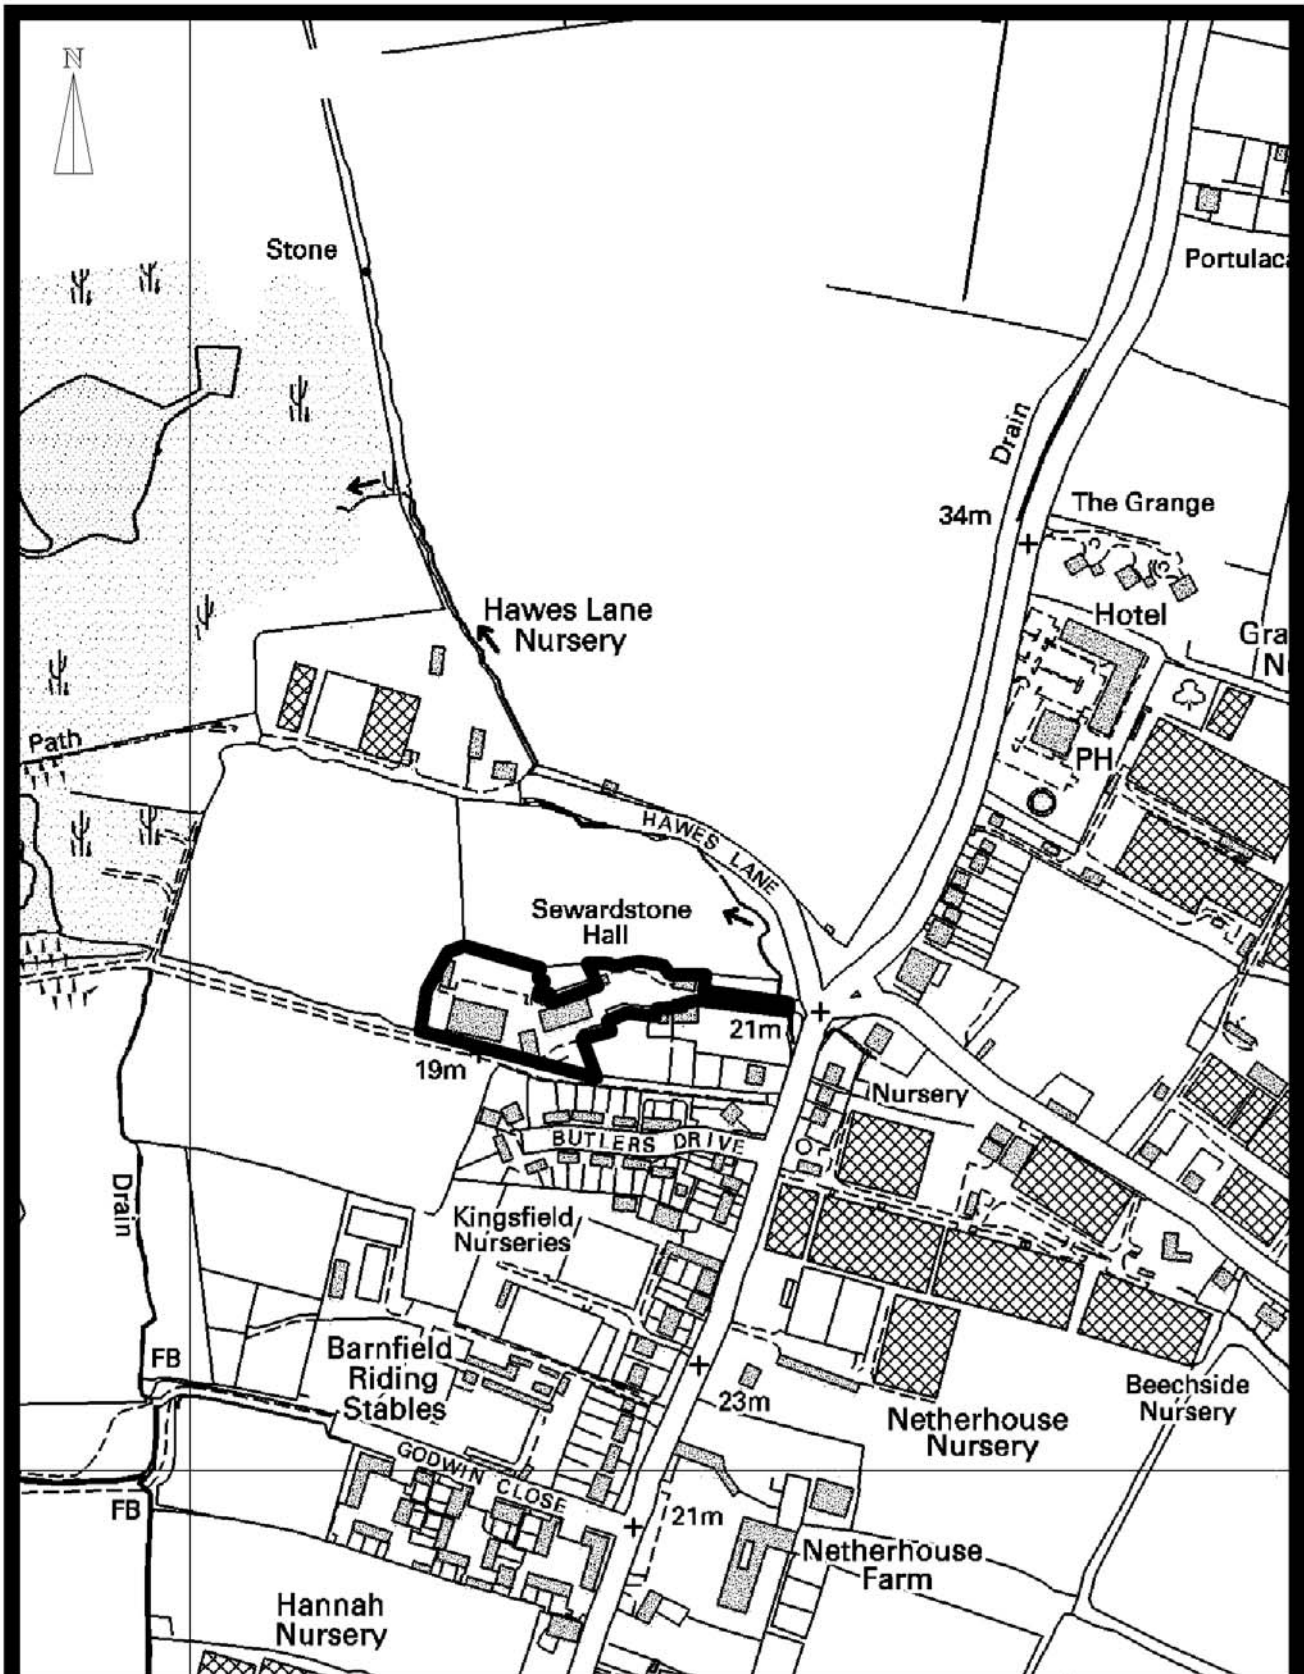 N
Stone
Portulac
Drain
34m
The Grange
Hotel
Hawes Lane
Nursery
Gra
N
Path
PH
HAWES LANE
Sewardstone
Hall
21m
19m
Nursery
BUTLERS DRIVE
Drain
Kingsfield
Nurseries
FB
Barnfield
Riding
Stables
23m
Beechside
Nursery
Netherhouse
Nursery
GODWIN CLOSE
FB
21m
Netherhouse
Farm
Hannah
Nursery